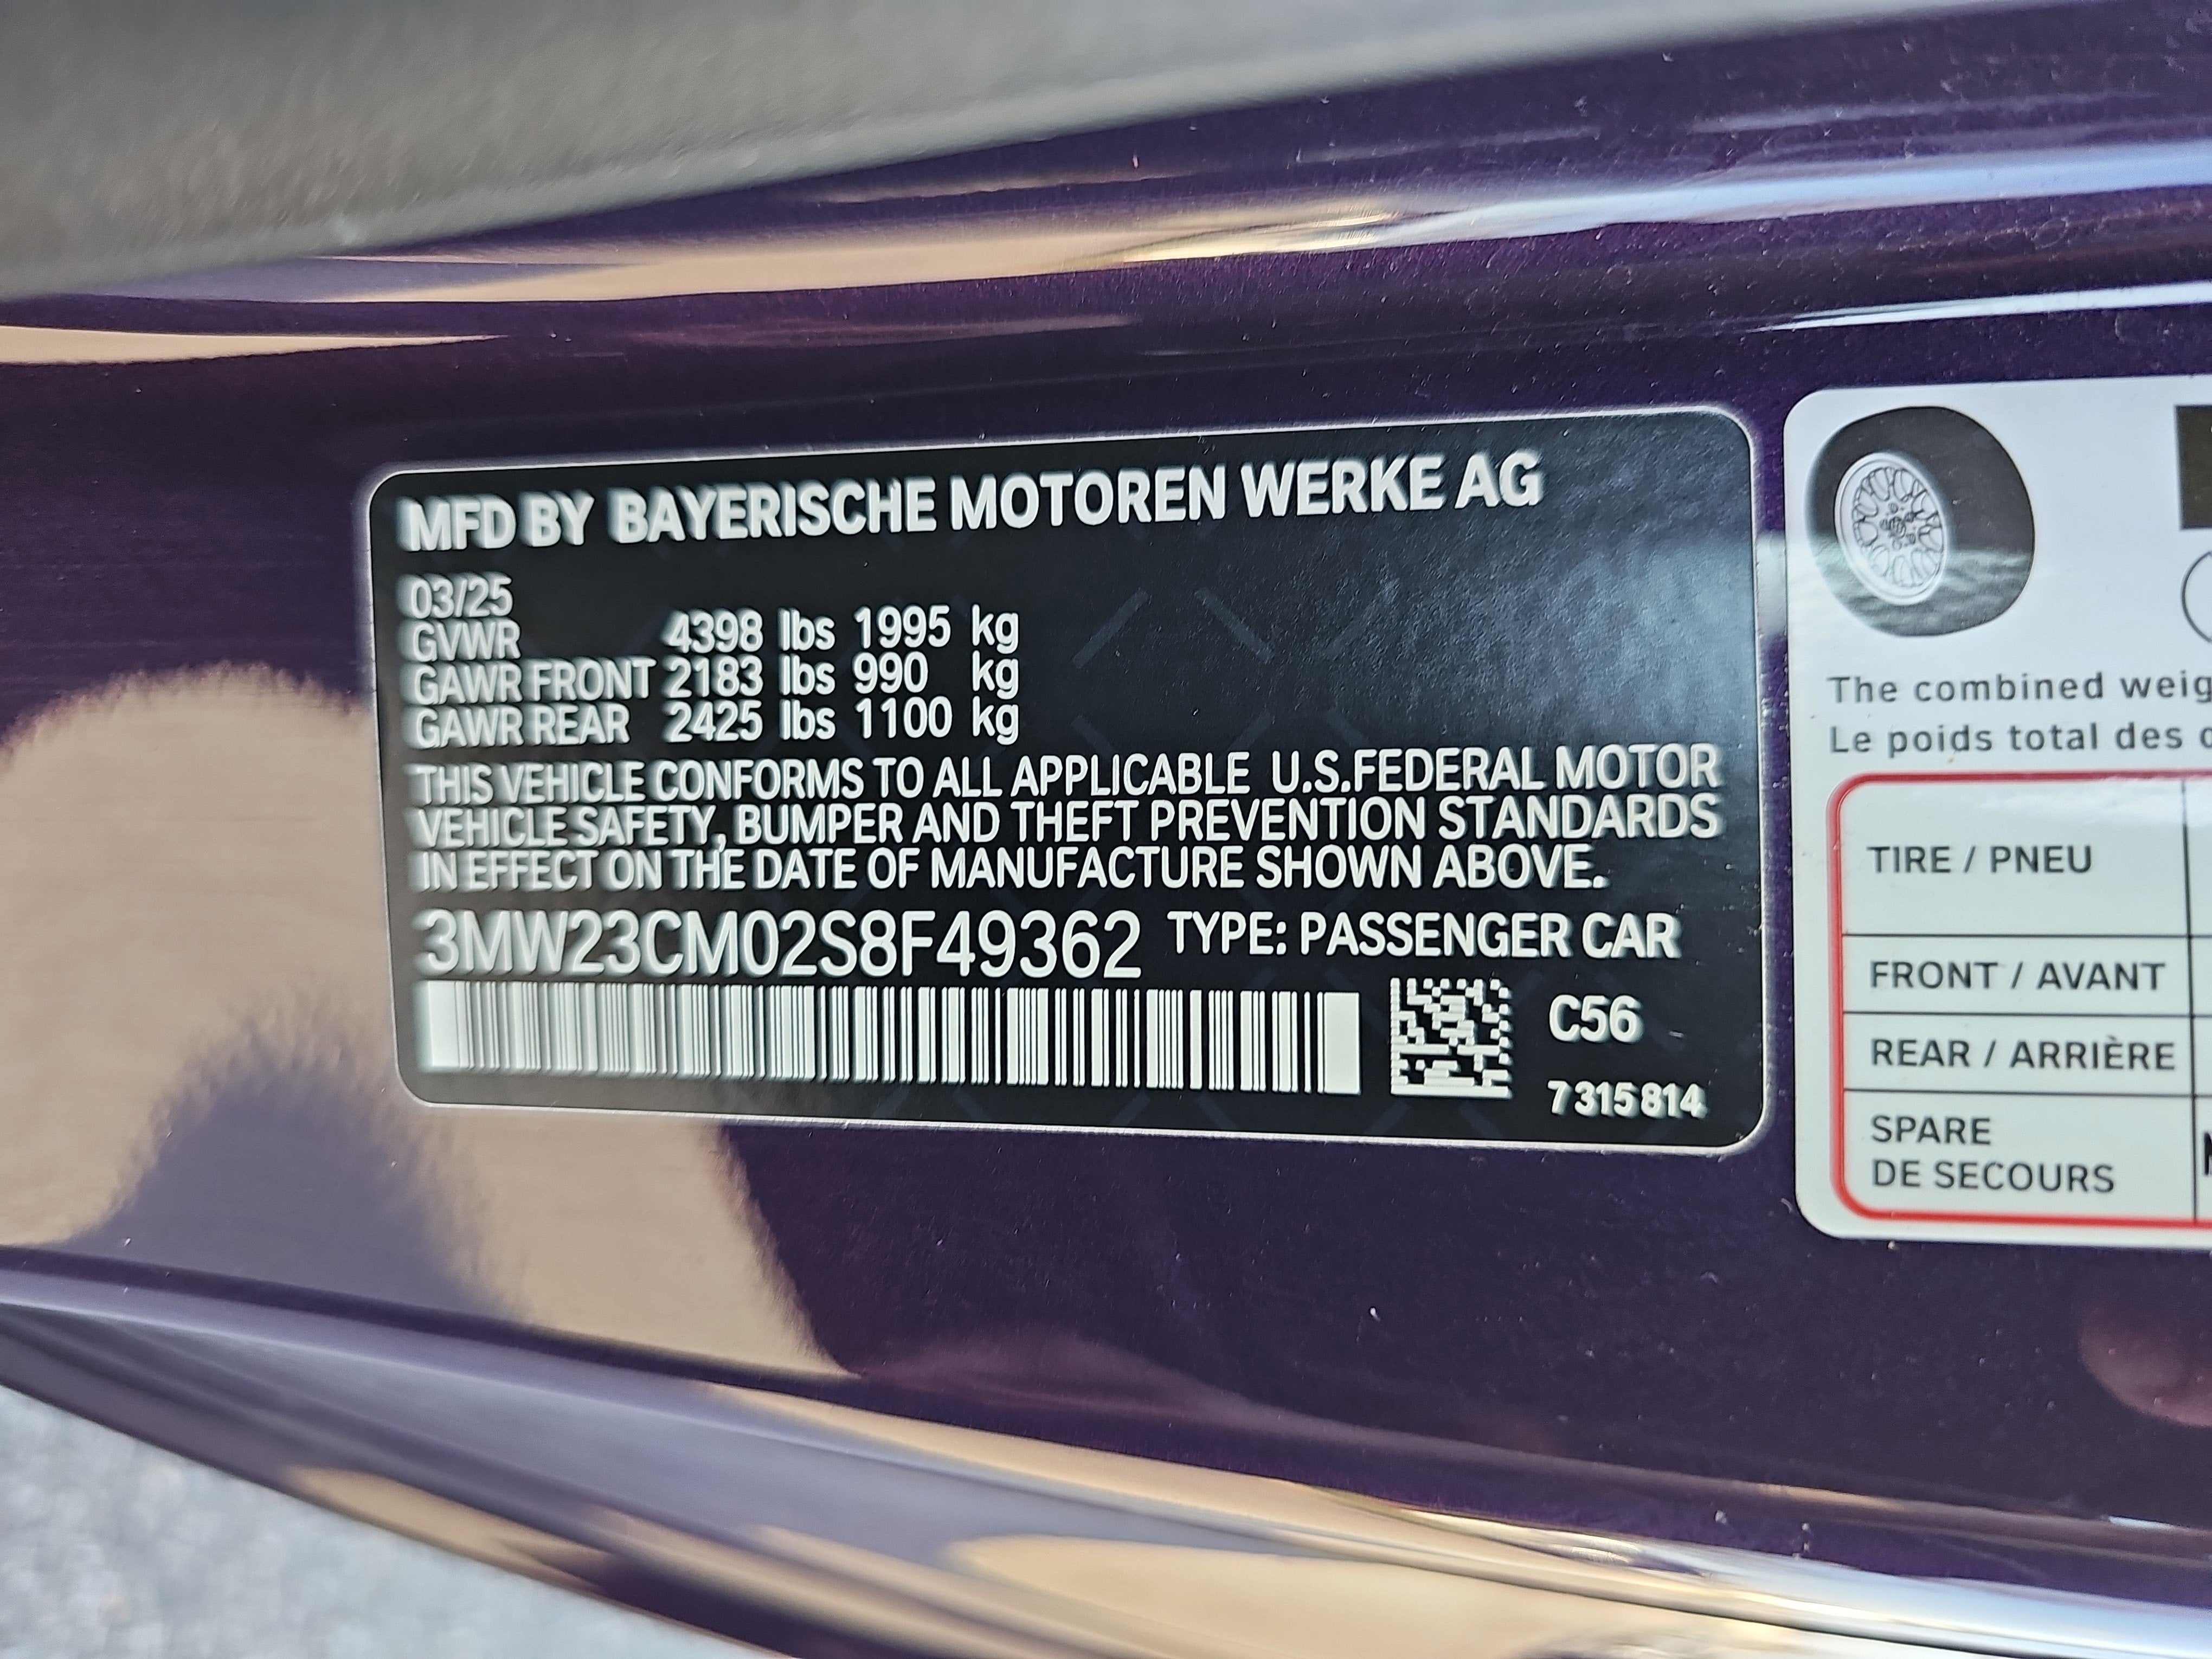 MFD BY BAYERISCHE MOTOREN WERKE AG
03/25
GVWR 4398 lbs 1995 kg
GAWR FRONT 2183 lbs 990 kg
GAWR REAR 2425 lbs 1100 kg
THIS VEHICLE CONFORMS TO ALL APPLICABLE U.S.FEDERAL MOTOR
VEHICLE SAFETY, BUMPER AND THEFT PREVENTION STANDARDS
IN EFFECT ON THE DATE OF MANUFACTURE SHOWN ABOVE.
3MW23CM02S8F49362 TYPE: PASSENGER CAR
C56
7 315 814
The combined
Le poids total des
TIRE / PNEU
FRONT / AVANT
REAR / ARRIÈRE
SPARE
DE SECOURS